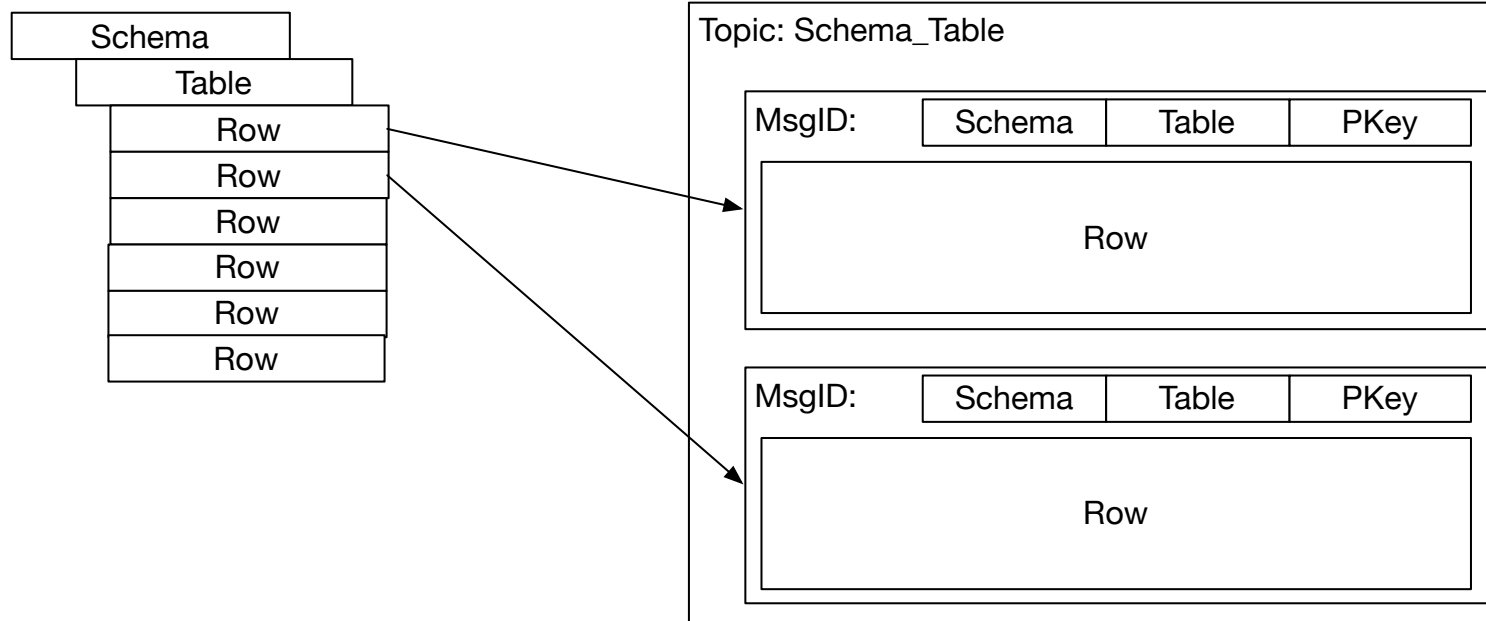 Schema
Table
Row
Row
Row
Row
Row
Row
Topic: Schema_Table
MsgID: Schema Table PKey
Row
MsgID: Schema Table PKey
Row